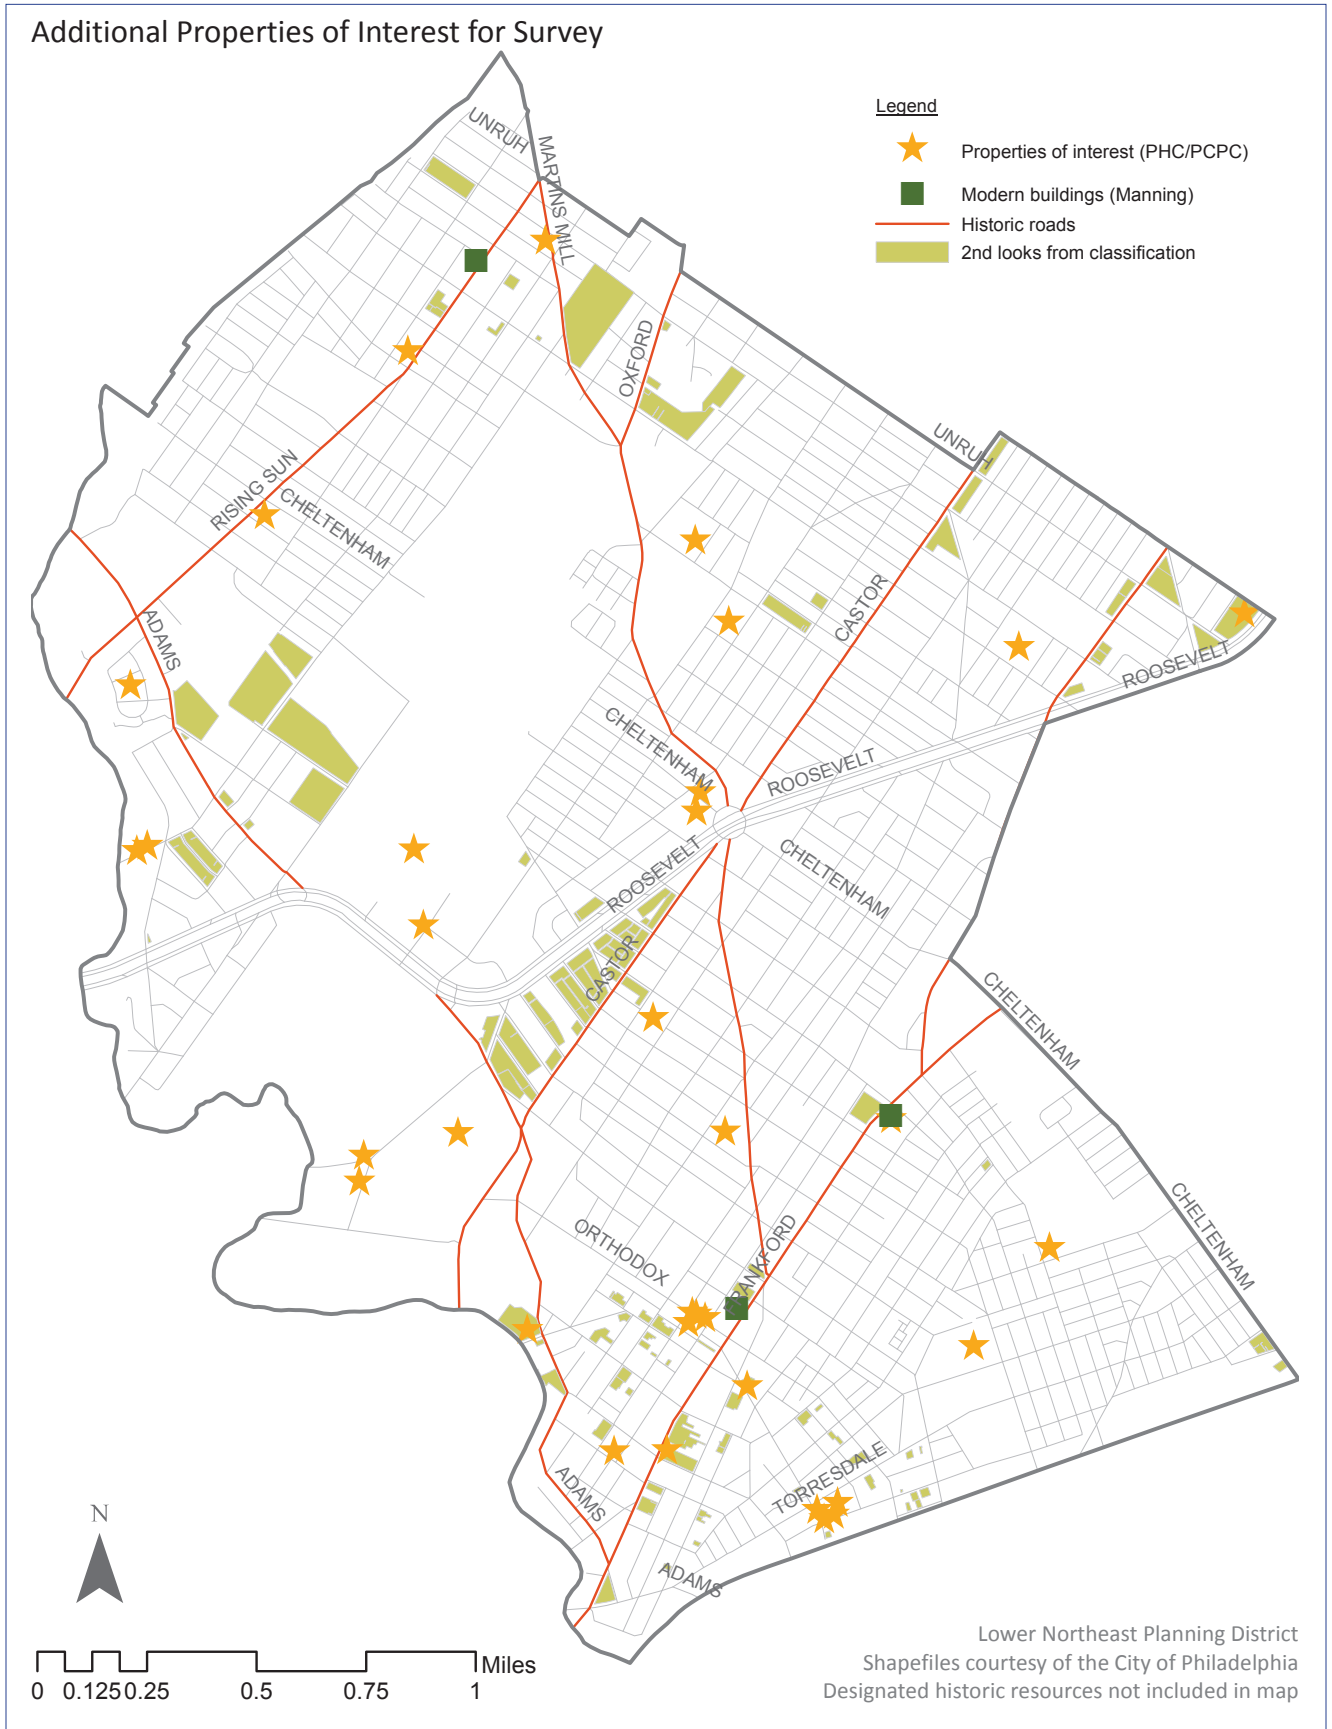 Additional Properties of Interest for Survey
Legend
Properties of interest (PHC/PCPC)
Modern buildings (Manning)
Historic roads
2nd looks from classification
UNRUH
MARTINS MILL
OXFORD
UNRUH
RISING SUN
CHELTENHAM
CASTOR
ADAMS
ROOSEVELT
CHELTENHAM
ROOSEVELT
ROOSEVELT
CHELTENHAM
CASTOR
CHELTENHAM
CHELTENHAM
ORTHODOX
FRANKFORD
TORRESDALE
ADAMS
ADAMS
N
Miles
0 0.125 0.25 0.5 0.75 1
Lower Northeast Planning District
Shapefiles courtesy of the City of Philadelphia
Designated historic resources not included in map